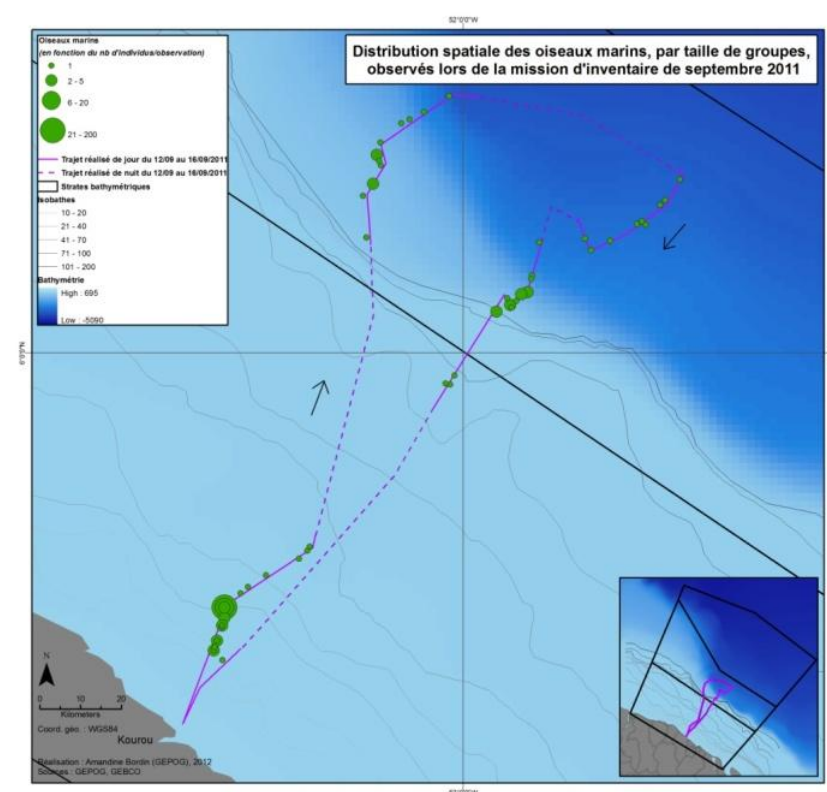 52°0'0"W
Distribution spatiale des oiseaux marins, par taille de groupes,
observés lors de la mission d'inventaire de septembre 2011
Oiseaux marins
(en fonction du nb d'individus/observation)
1
2 - 5
6 - 20
21 - 200
Trajet réalisé de jour du 12/09 au 16/09/2011
Trajet réalisé de nuit du 12/09 au 16/09/2011
Strates bathymétriques
Isobathes
10 - 20
21 - 40
41 - 70
71 - 100
101 - 200
Bathymétrie
High : 695
Low : -5090
6°0'0"N
N
0 10 20
Kilometers
Coord. géo. : WGS84
Kourou
Réalisation : Amandine Bordin (GEPOG), 2012
Sources : GEPOG, GEBCO